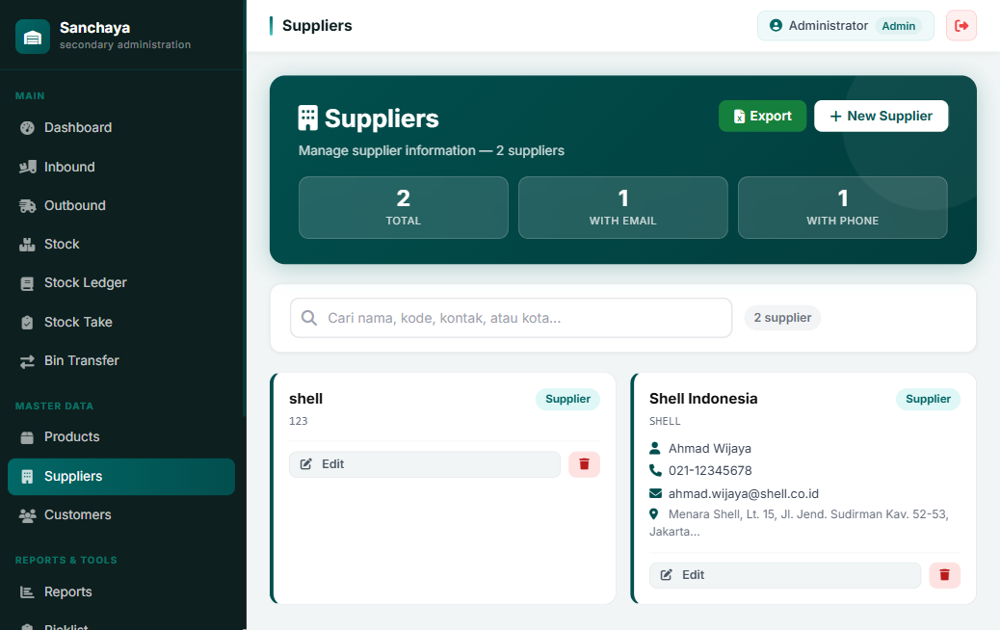 Sanchaya
secondary administration
MAIN
Dashboard
Inbound
Outbound
Stock
Stock Ledger
Stock Take
Bin Transfer
MASTER DATA
Products
Suppliers
Customers
REPORTS & TOOLS
Reports
Picklist
Suppliers
Administrator Admin
Suppliers
Export
New Supplier
Manage supplier information — 2 suppliers
2
TOTAL
1
WITH EMAIL
1
WITH PHONE
Cari nama, kode, kontak, atau kota...
2 supplier
shell
Supplier
123
Edit
Shell Indonesia
Supplier
SHELL
Ahmad Wijaya
021-12345678
ahmad.wijaya@shell.co.id
Menara Shell, Lt. 15, Jl. Jend. Sudirman Kav. 52-53,
Jakarta...
Edit